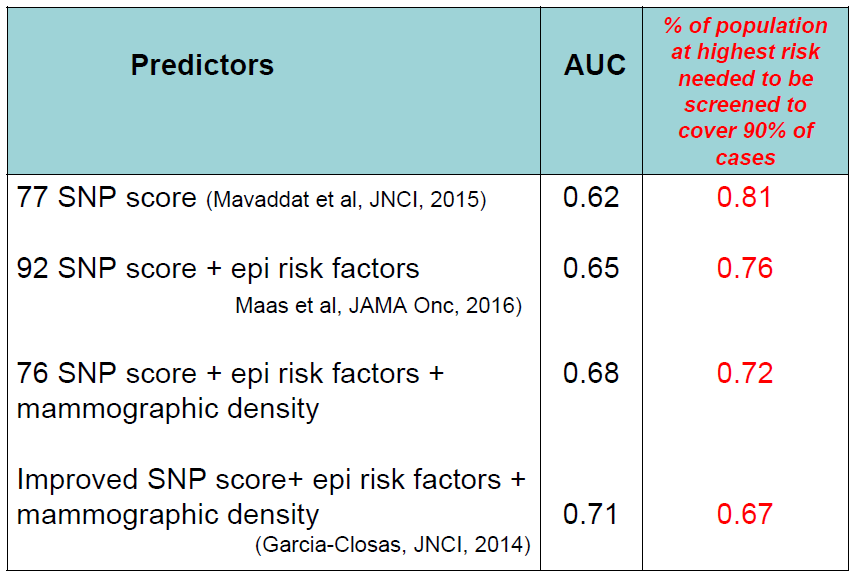 Predictors
AUC
% of population
at highest risk
needed to be
screened to
cover 90% of
cases
77 SNP score (Mavaddat et al, JNCI, 2015) 0.62 0.81
92 SNP score + epi risk factors 0.65 0.76
Maas et al, JAMA Onc, 2016)
76 SNP score + epi risk factors + 0.68 0.72
mammographic density
Improved SNP score+ epi risk factors +
mammographic density 0.71 0.67
(Garcia-Closas, JNCI, 2014)